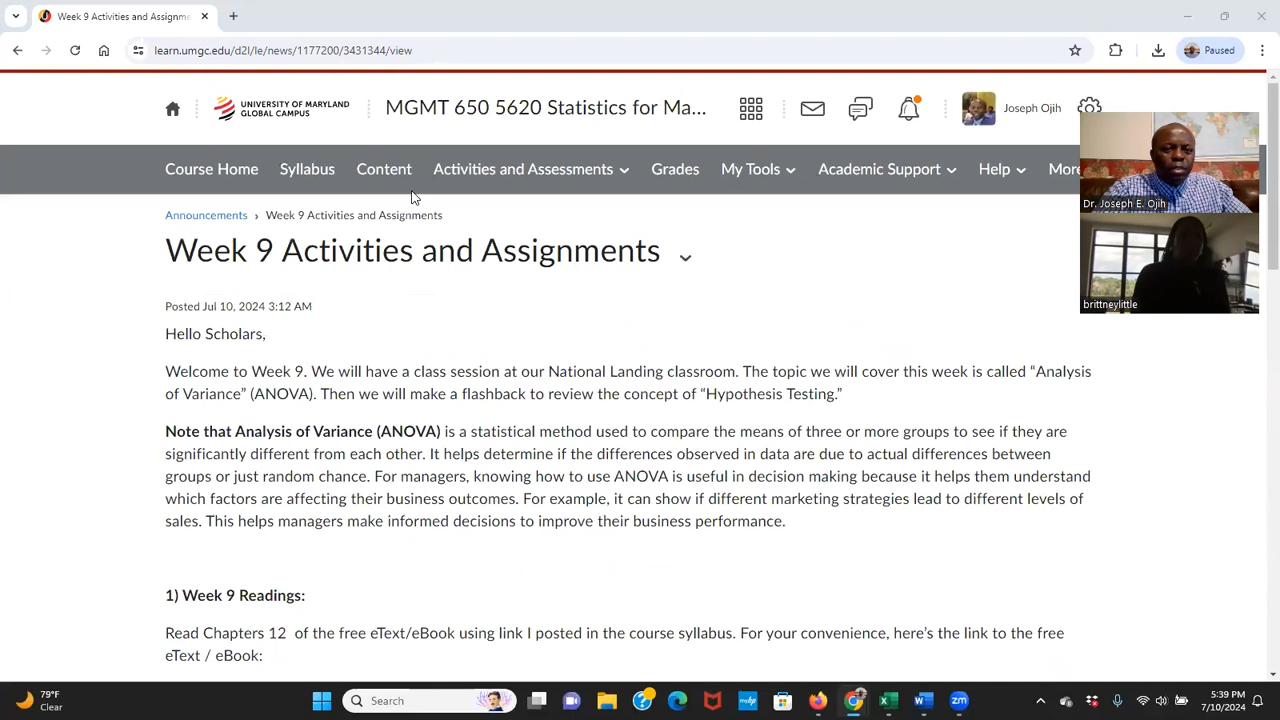 Week 9 Activities and Assignme
learn.umgc.edu/d2l/le/news/1177200/3431344/view
Paused
UNIVERSITY OF MARYLAND
GLOBAL CAMPUS
MGMT 650 5620 Statistics for Ma...
Joseph Ojih
Course Home
Syllabus
Content
Activities and Assessments
Grades
My Tools
Academic Support
Help
More
Dr. Joseph E. Ojih
brittneylittle
Announcements › Week 9 Activities and Assignments
Week 9 Activities and Assignments
Posted Jul 10, 2024 3:12 AM
Hello Scholars,
Welcome to Week 9. We will have a class session at our National Landing classroom. The topic we will cover this week is called “Analysis
of Variance” (ANOVA). Then we will make a flashback to review the concept of “Hypothesis Testing.”
Note that Analysis of Variance (ANOVA) is a statistical method used to compare the means of three or more groups to see if they are
significantly different from each other. It helps determine if the differences observed in data are due to actual differences between
groups or just random chance. For managers, knowing how to use ANOVA is useful in decision making because it helps them understand
which factors are affecting their business outcomes. For example, it can show if different marketing strategies lead to different levels of
sales. This helps managers make informed decisions to improve their business performance.
1) Week 9 Readings:
Read Chapters 12 of the free eText/eBook using link I posted in the course syllabus. For your convenience, here’s the link to the free
eText / eBook:
79°F
Clear
Search
5:39 PM
7/10/2024